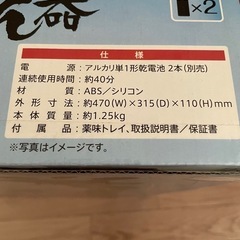 器
×2
仕様
電源：アルカリ単1形乾電池 2本(別売)
連続使用時間：約40分
材質：ABS／シリコン
外形寸法：約470(W)×315(D)×110(H)mm
本体質量：約1.25kg
付属品：薬味トレイ、取扱説明書／保証書
※写真はイメージです。